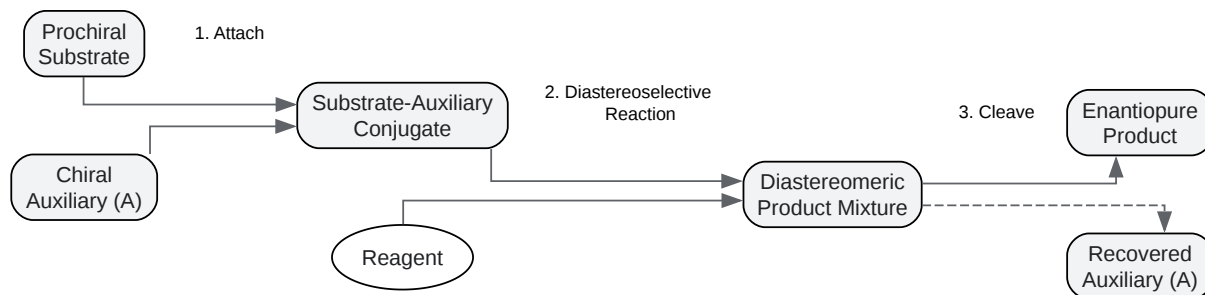 Prochiral
Substrate
1. Attach
Chiral
Auxiliary (A)
Substrate-Auxiliary
Conjugate
2. Diastereoselective
Reaction
Reagent
Diastereomeric
Product Mixture
3. Cleave
Enantiopure
Product
Recovered
Auxiliary (A)